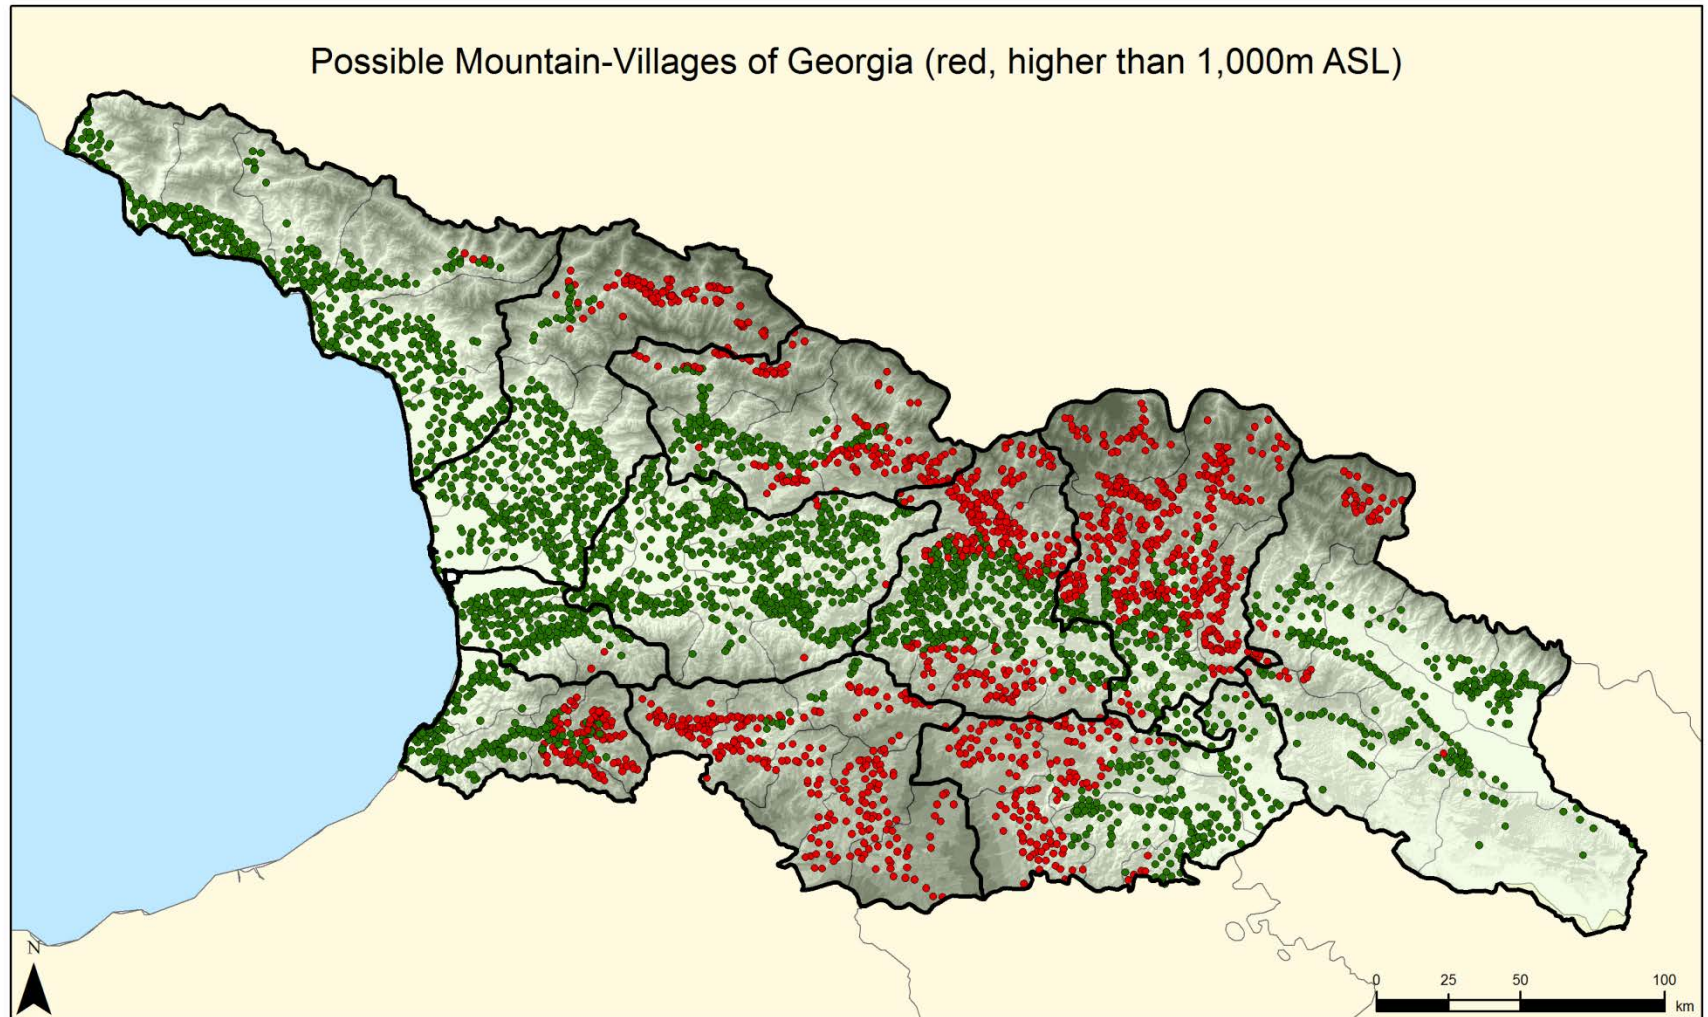 Possible Mountain-Villages of Georgia (red, higher than 1,000m ASL)
N
0 25 50 100
km